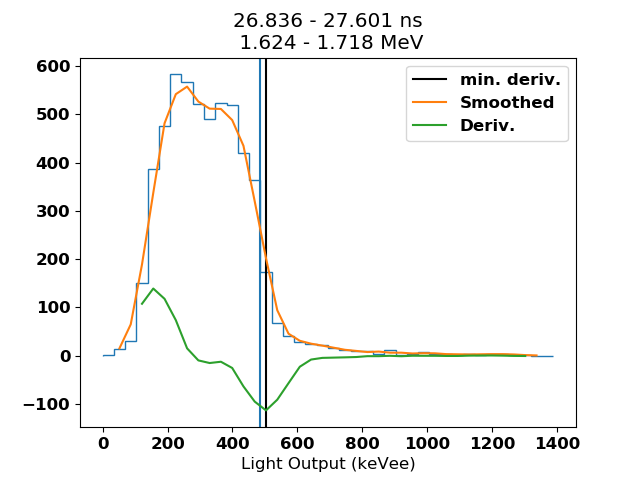 26.836 - 27.601 ns
1.624 - 1.718 MeV
min. deriv.
Smoothed
Deriv.
600
500
400
300
200
100
0
−100
0 200 400 600 800 1000 1200 1400
Light Output (keVee)